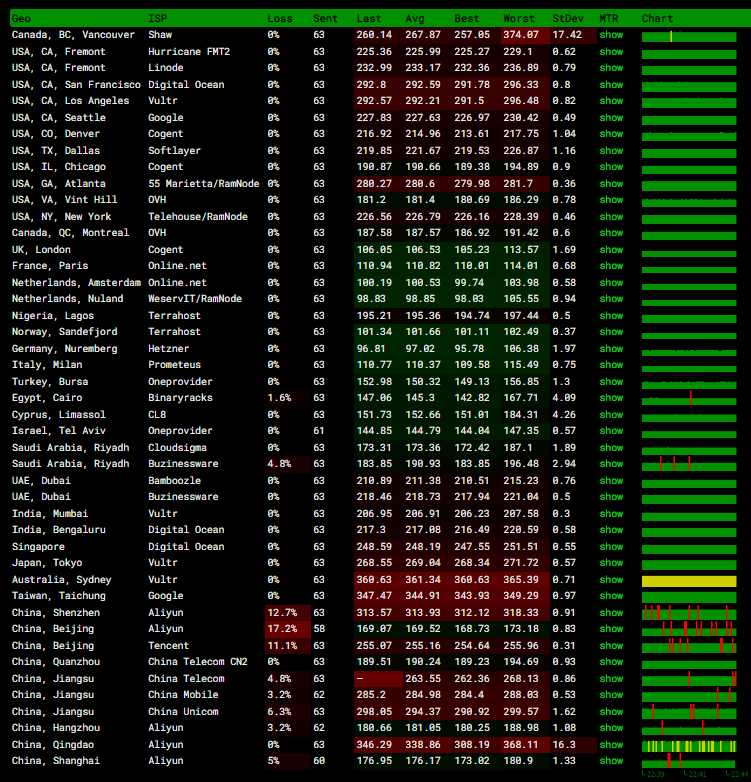 Geo ISP Loss Sent Last Avg Best Worst StDev MTR Chart
Canada, BC, Vancouver Shaw 0% 63 260.14 267.87 257.05 374.07 17.42 show
USA, CA, Fremont Hurricane FMT2 0% 63 225.36 225.99 225.27 229.1 0.62 show
USA, CA, Fremont Linode 0% 63 232.99 233.17 232.36 236.89 0.79 show
USA, CA, San Francisco Digital Ocean 0% 63 292.8 292.59 291.78 296.33 0.8 show
USA, CA, Los Angeles Vultr 0% 63 292.57 292.21 291.5 296.48 0.82 show
USA, CA, Seattle Google 0% 63 227.83 227.63 226.97 230.42 0.49 show
USA, CO, Denver Cogent 0% 63 216.92 214.96 213.61 217.75 1.04 show
USA, TX, Dallas Softlayer 0% 63 219.85 221.67 219.53 226.87 1.16 show
USA, IL, Chicago Cogent 0% 63 190.87 190.66 189.38 194.89 0.9 show
USA, GA, Atlanta 55 Marietta/RamNode 0% 63 280.27 280.6 279.98 281.7 0.36 show
USA, VA, Vint Hill OVH 0% 63 181.2 181.4 180.69 186.29 0.78 show
USA, NY, New York Telehouse/RamNode 0% 63 226.56 226.79 226.16 228.39 0.46 show
Canada, QC, Montreal OVH 0% 63 187.58 187.57 186.92 191.42 0.6 show
UK, London Cogent 0% 63 106.05 106.53 105.23 113.57 1.69 show
France, Paris Online.net 0% 63 110.94 110.82 110.01 114.01 0.68 show
Netherlands, Amsterdam Online.net 0% 63 100.19 100.53 99.74 103.98 0.58 show
Netherlands, Nuland WeservIT/RamNode 0% 63 98.83 98.85 98.03 105.55 0.94 show
Nigeria, Lagos Terrahost 0% 63 195.21 195.36 194.74 197.44 0.5 show
Norway, Sandefjord Terrahost 0% 63 101.34 101.66 101.11 102.49 0.37 show
Germany, Nuremberg Hetzner 0% 63 96.81 97.02 95.78 106.38 1.97 show
Italy, Milan Prometeus 0% 63 110.77 110.37 109.58 115.49 0.75 show
Turkey, Bursa Oneprovider 0% 63 152.98 150.32 149.13 156.85 1.3 show
Egypt, Cairo Binaryracks 1.6% 63 147.06 145.3 142.82 167.71 4.09 show
Cyprus, Limassol CL8 0% 63 151.73 152.66 151.01 184.31 4.26 show
Israel, Tel Aviv Oneprovider 0% 61 144.85 144.79 144.04 147.35 0.57 show
Saudi Arabia, Riyadh Cloudsigma 0% 63 173.31 173.36 172.42 187.1 1.89 show
Saudi Arabia, Riyadh Buzinessware 4.8% 63 183.85 190.93 183.85 196.48 2.94 show
UAE, Dubai Bamboozle 0% 63 210.89 211.38 210.51 215.23 0.76 show
UAE, Dubai Buzinessware 0% 63 218.46 218.73 217.94 221.04 0.5 show
India, Mumbai Vultr 0% 63 206.95 206.91 206.23 207.58 0.3 show
India, Bengaluru Digital Ocean 0% 63 217.3 217.08 216.49 220.59 0.58 show
Singapore Digital Ocean 0% 63 248.59 248.19 247.55 251.51 0.55 show
Japan, Tokyo Vultr 0% 63 268.55 269.04 268.34 271.72 0.57 show
Australia, Sydney Vultr 0% 63 360.63 361.34 360.63 365.39 0.71 show
Taiwan, Taichung Google 0% 63 347.47 344.91 343.93 349.29 0.97 show
China, Shenzhen Aliyun 12.7% 63 313.57 313.93 312.12 318.33 0.91 show
China, Beijing Aliyun 17.2% 58 169.07 169.52 168.73 173.18 0.83 show
China, Beijing Tencent 11.1% 63 255.07 255.16 254.64 255.96 0.31 show
China, Quanzhou China Telecom CN2 0% 63 189.51 190.24 189.23 194.69 0.93 show
China, Jiangsu China Telecom 4.8% 63 – 263.55 262.36 268.13 0.86 show
China, Jiangsu China Mobile 3.2% 62 285.2 284.98 284.4 288.03 0.53 show
China, Jiangsu China Unicom 6.3% 63 298.05 294.37 290.92 299.57 1.62 show
China, Hangzhou Aliyun 3.2% 62 180.66 181.05 180.25 188.98 1.08 show
China, Qingdao Aliyun 0% 63 346.29 338.86 308.19 368.11 16.3 show
China, Shanghai Aliyun 5% 60 176.95 176.17 173.02 180.9 1.33 show
22:39 22:41 22:44